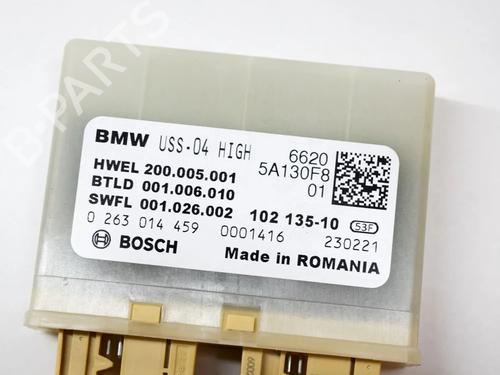 BMW USS-04 HIGH 6620
5A130F8
01
HWEL 200.005.001
BTLD 001.006.010
SWFL 001.026.002 102 135-10 53F
0 263 014 459 0001416 230221
BOSCH Made in ROMANIA
B-PARTS